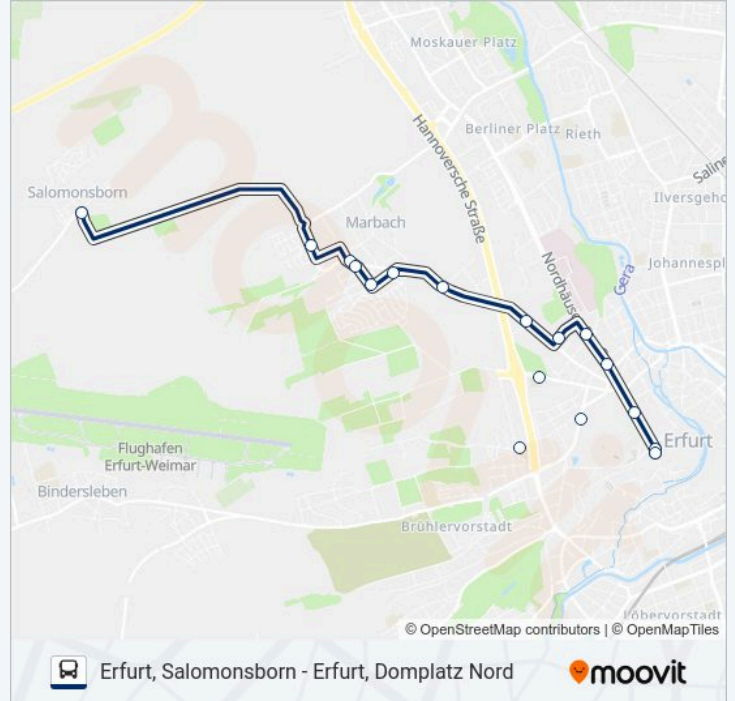 Moskauer Platz
Berliner Platz
Rieth
Hannoversche Straße
Saline
Salomonsborn
Ilversgeho
Marbach
Nordhäus
Gera
Johannespl
Erfurt
Flughafen
Erfurt-Weimar
Bindersleben
Brühlervorstadt
Löbervorstadt
© OpenStreetMap contributors | © OpenMapTiles
Erfurt, Salomonsborn - Erfurt, Domplatz Nord
moovit